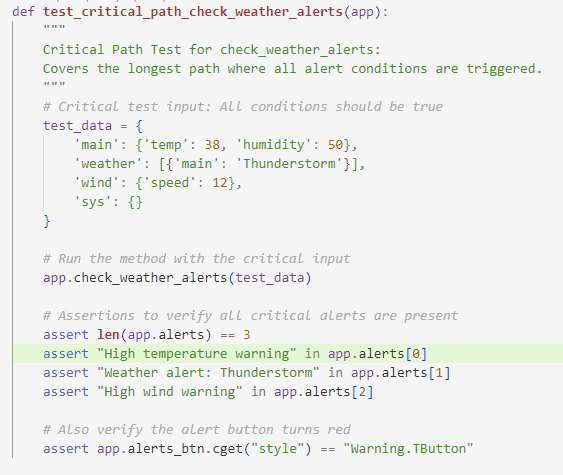 def test_critical_path_check_weather_alerts(app):
"""
Critical Path Test for check_weather_alerts:
Covers the longest path where all alert conditions are triggered.
"""
# Critical test input: All conditions should be true
test_data = {
'main': {'temp': 38, 'humidity': 50},
'weather': [{'main': 'Thunderstorm'}],
'wind': {'speed': 12},
'sys': {}
}
# Run the method with the critical input
app.check_weather_alerts(test_data)
# Assertions to verify all critical alerts are present
assert len(app.alerts) == 3
assert "High temperature warning" in app.alerts[0]
assert "Weather alert: Thunderstorm" in app.alerts[1]
assert "High wind warning" in app.alerts[2]
# Also verify the alert button turns red
assert app.alerts_btn.cget("style") == "Warning.TButton"